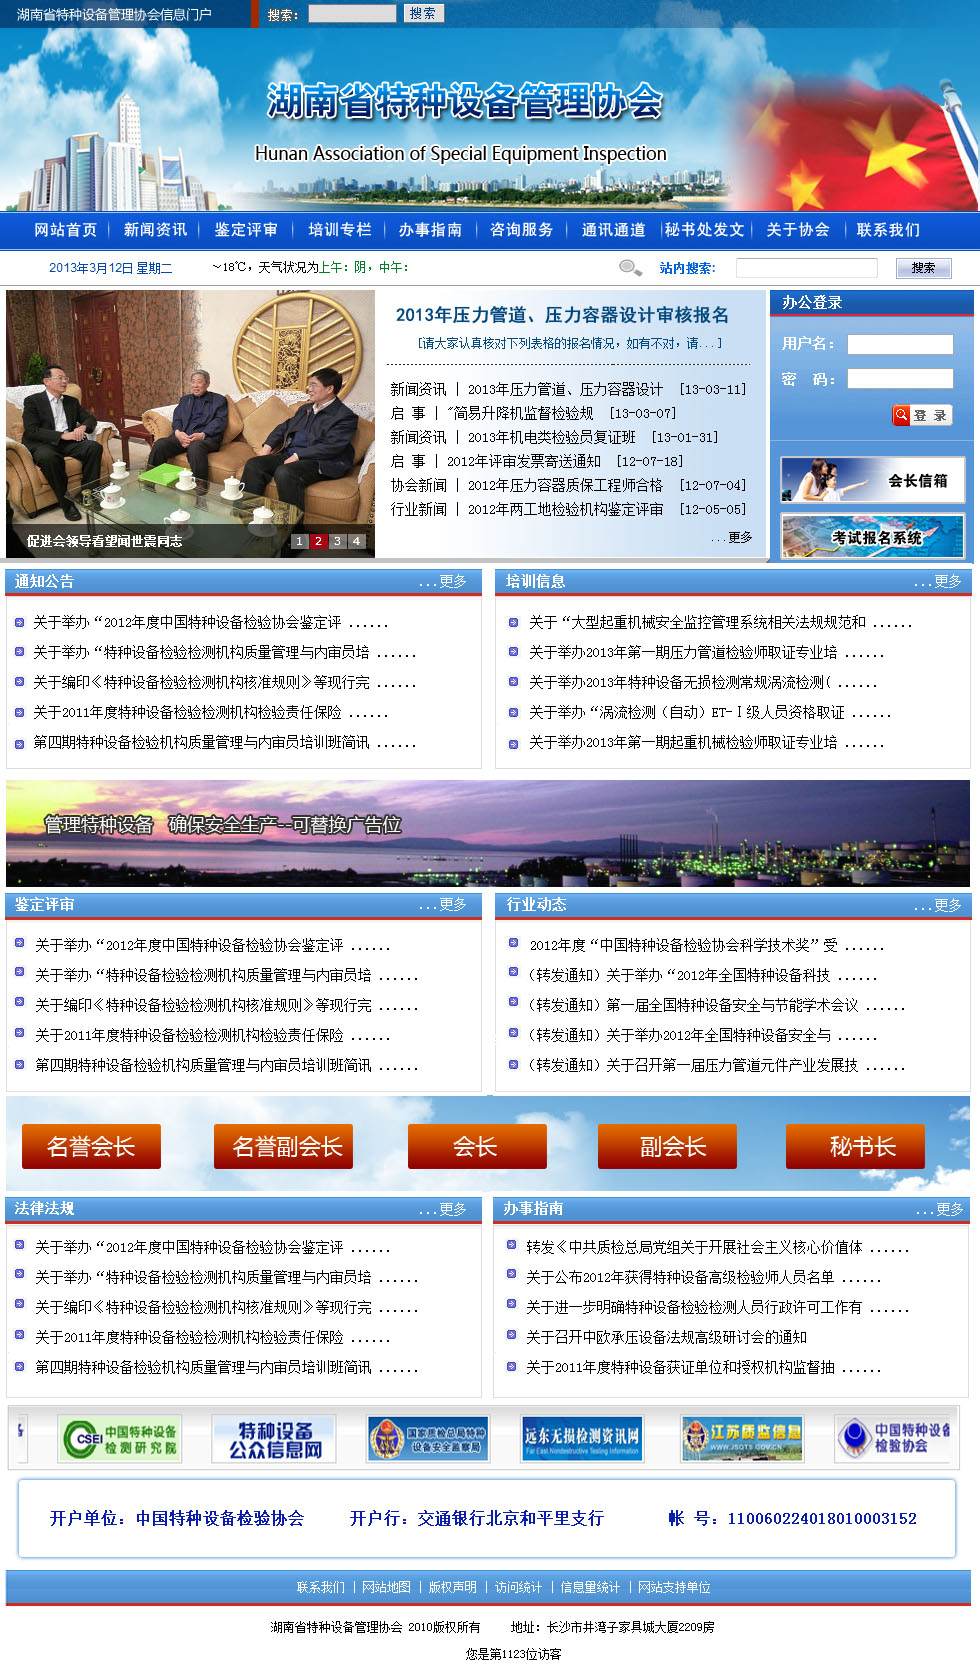 湖南省特种设备管理协会信息门户 搜索： 搜索
湖南省特种设备管理协会
Hunan Association of Special Equipment Inspection
网站首页 新闻资讯 鉴定评审 培训专栏 办事指南 咨询服务 通讯通道 秘书处发文 关于协会 联系我们
2013年3月12日 星期二 ～18℃，天气状况为上午：阴，中午： 站内搜索： 搜索
2013年压力管道、压力容器设计审核报名
[请大家认真核对下列表格的报名情况，如有不对，请...]
新闻资讯 | 2013年压力管道、压力容器设计 [13-03-11]
启 事 | “简易升降机监督检验规 [13-03-07]
新闻资讯 | 2013年机电类检验员复证班 [13-01-31]
启 事 | 2012年评审发票寄送通知 [12-07-18]
协会新闻 | 2012年压力容器质保工程师合格 [12-07-04]
行业新闻 | 2012年两工地检验机构鉴定评审 [12-05-05]
...更多
促进会领导看望闻世震同志 1 2 3 4
办公登录
用户名：
密 码：
登 录
会长信箱
考试报名系统
通知公告 ...更多
关于举办“2012年度中国特种设备检验协会鉴定评 ......
关于举办“特种设备检验检测机构质量管理与内审员培 ......
关于编印《特种设备检验检测机构核准规则》等现行完 ......
关于2011年度特种设备检验检测机构检验责任保险 ......
第四期特种设备检验机构质量管理与内审员培训班简讯 ......
培训信息 ...更多
关于“大型起重机械安全监控管理系统相关法规规范和 ......
关于举办2013年第一期压力管道检验师取证专业培 ......
关于举办2013年特种设备无损检测常规涡流检测( ......
关于举办“涡流检测（自动）ET-Ⅰ级人员资格取证 ......
关于举办2013年第一期起重机械检验师取证专业培 ......
管理特种设备 确保安全生产--可替换广告位
鉴定评审 ...更多
关于举办“2012年度中国特种设备检验协会鉴定评 ......
关于举办“特种设备检验检测机构质量管理与内审员培 ......
关于编印《特种设备检验检测机构核准规则》等现行完 ......
关于2011年度特种设备检验检测机构检验责任保险 ......
第四期特种设备检验机构质量管理与内审员培训班简讯 ......
行业动态 ...更多
2012年度“中国特种设备检验协会科学技术奖”受 ......
（转发通知）关于举办“2012年全国特种设备科技 ......
（转发通知）第一届全国特种设备安全与节能学术会议 ......
（转发通知）关于举办2012年全国特种设备安全与 ......
（转发通知）关于召开第一届压力管道元件产业发展技 ......
名誉会长 名誉副会长 会长 副会长 秘书长
法律法规 ...更多
关于举办“2012年度中国特种设备检验协会鉴定评 ......
关于举办“特种设备检验检测机构质量管理与内审员培 ......
关于编印《特种设备检验检测机构核准规则》等现行完 ......
关于2011年度特种设备检验检测机构检验责任保险 ......
第四期特种设备检验机构质量管理与内审员培训班简讯 ......
办事指南 ...更多
转发《中共质检总局党组关于开展社会主义核心价值体 ......
关于公布2012年获得特种设备高级检验师人员名单 ......
关于进一步明确特种设备检验检测人员行政许可工作有 ......
关于召开中欧承压设备法规高级研讨会的通知
关于2011年度特种设备获证单位和授权机构监督抽 ......
CSEI 中国特种设备
检测研究院
特种设备
公众信息网
国家质检总局特种
设备安全监察局
远东无损检测资讯网
Far East Nondestructive Testing Information
江苏质监信息
WWW.JSQTS.GOV.CN
中国特种设备
检验协会
开户单位：中国特种设备检验协会 开户行：交通银行北京和平里支行 帐 号：110060224018010003152
联系我们 | 网站地图 | 版权声明 | 访问统计 | 信息量统计 | 网站支持单位
湖南省特种设备管理协会 2010版权所有 地址：长沙市井湾子家具城大厦2209房
您是第1123位访客